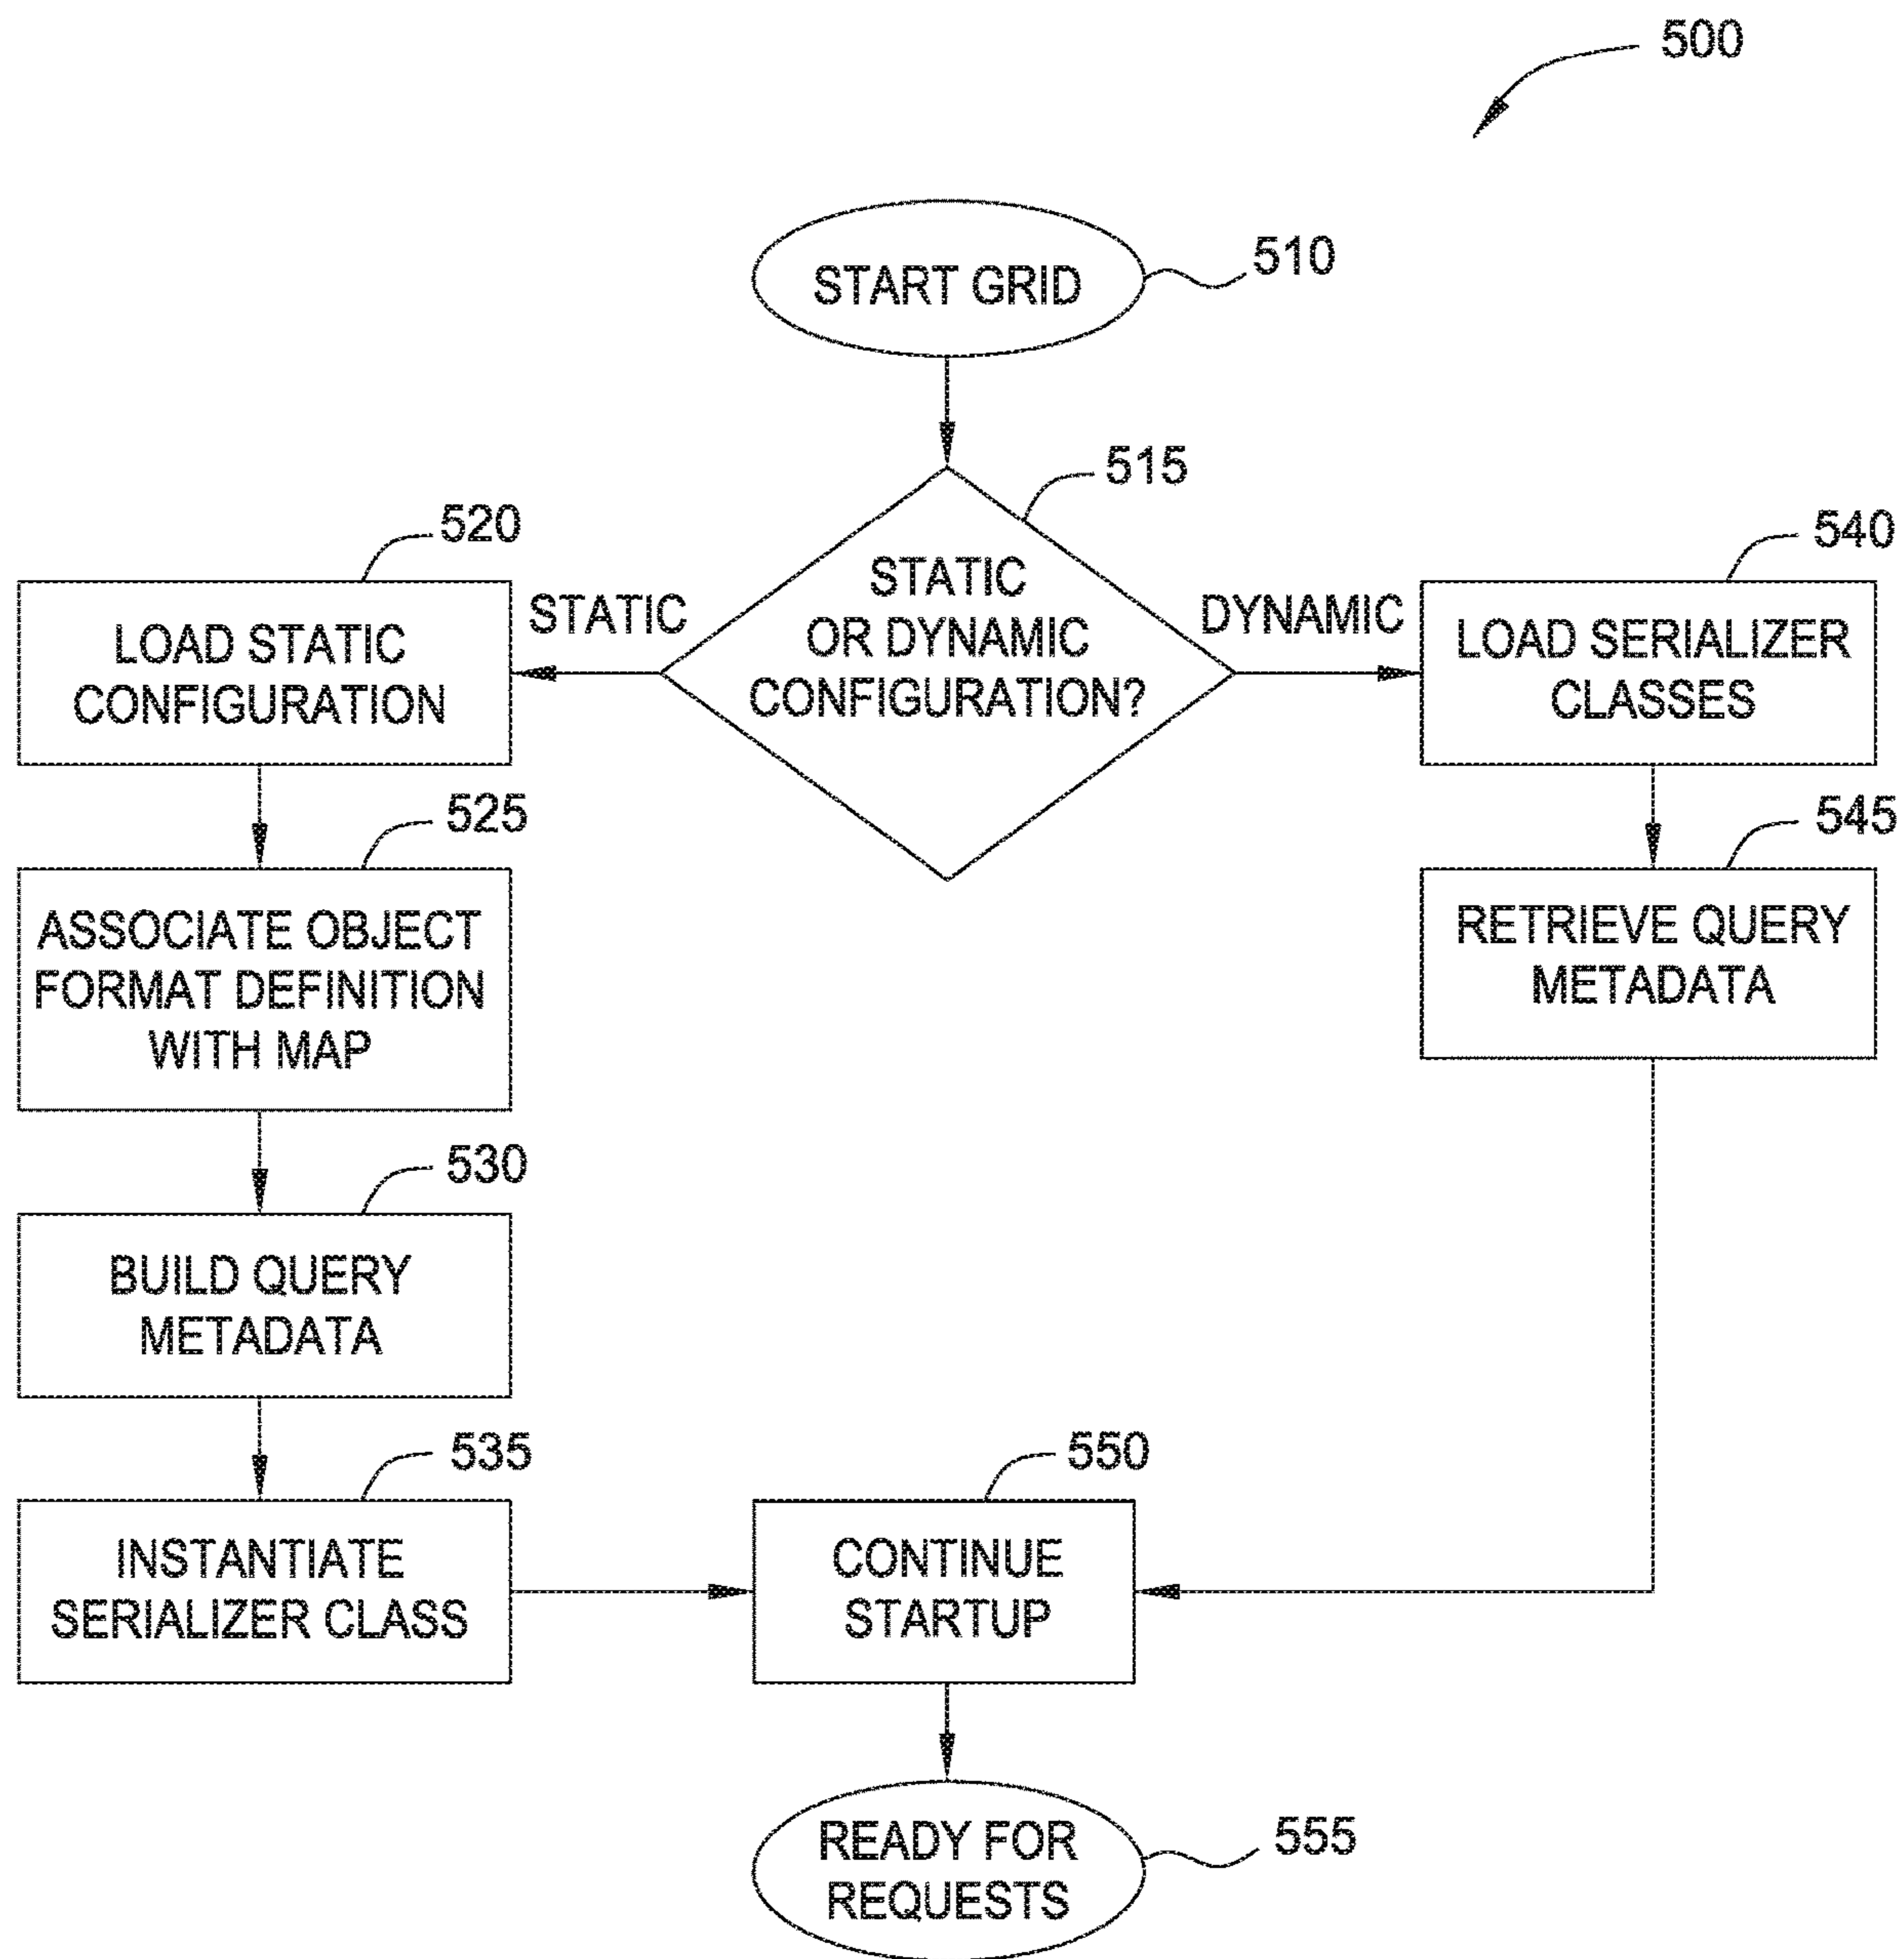 500
START GRID
510
515
STATIC
OR DYNAMIC
CONFIGURATION?
STATIC
DYNAMIC
520
LOAD STATIC
CONFIGURATION
540
LOAD SERIALIZER
CLASSES
525
ASSOCIATE OBJECT
FORMAT DEFINITION
WITH MAP
545
RETRIEVE QUERY
METADATA
530
BUILD QUERY
METADATA
535
INSTANTIATE
SERIALIZER CLASS
550
CONTINUE
STARTUP
READY FOR
REQUESTS
555